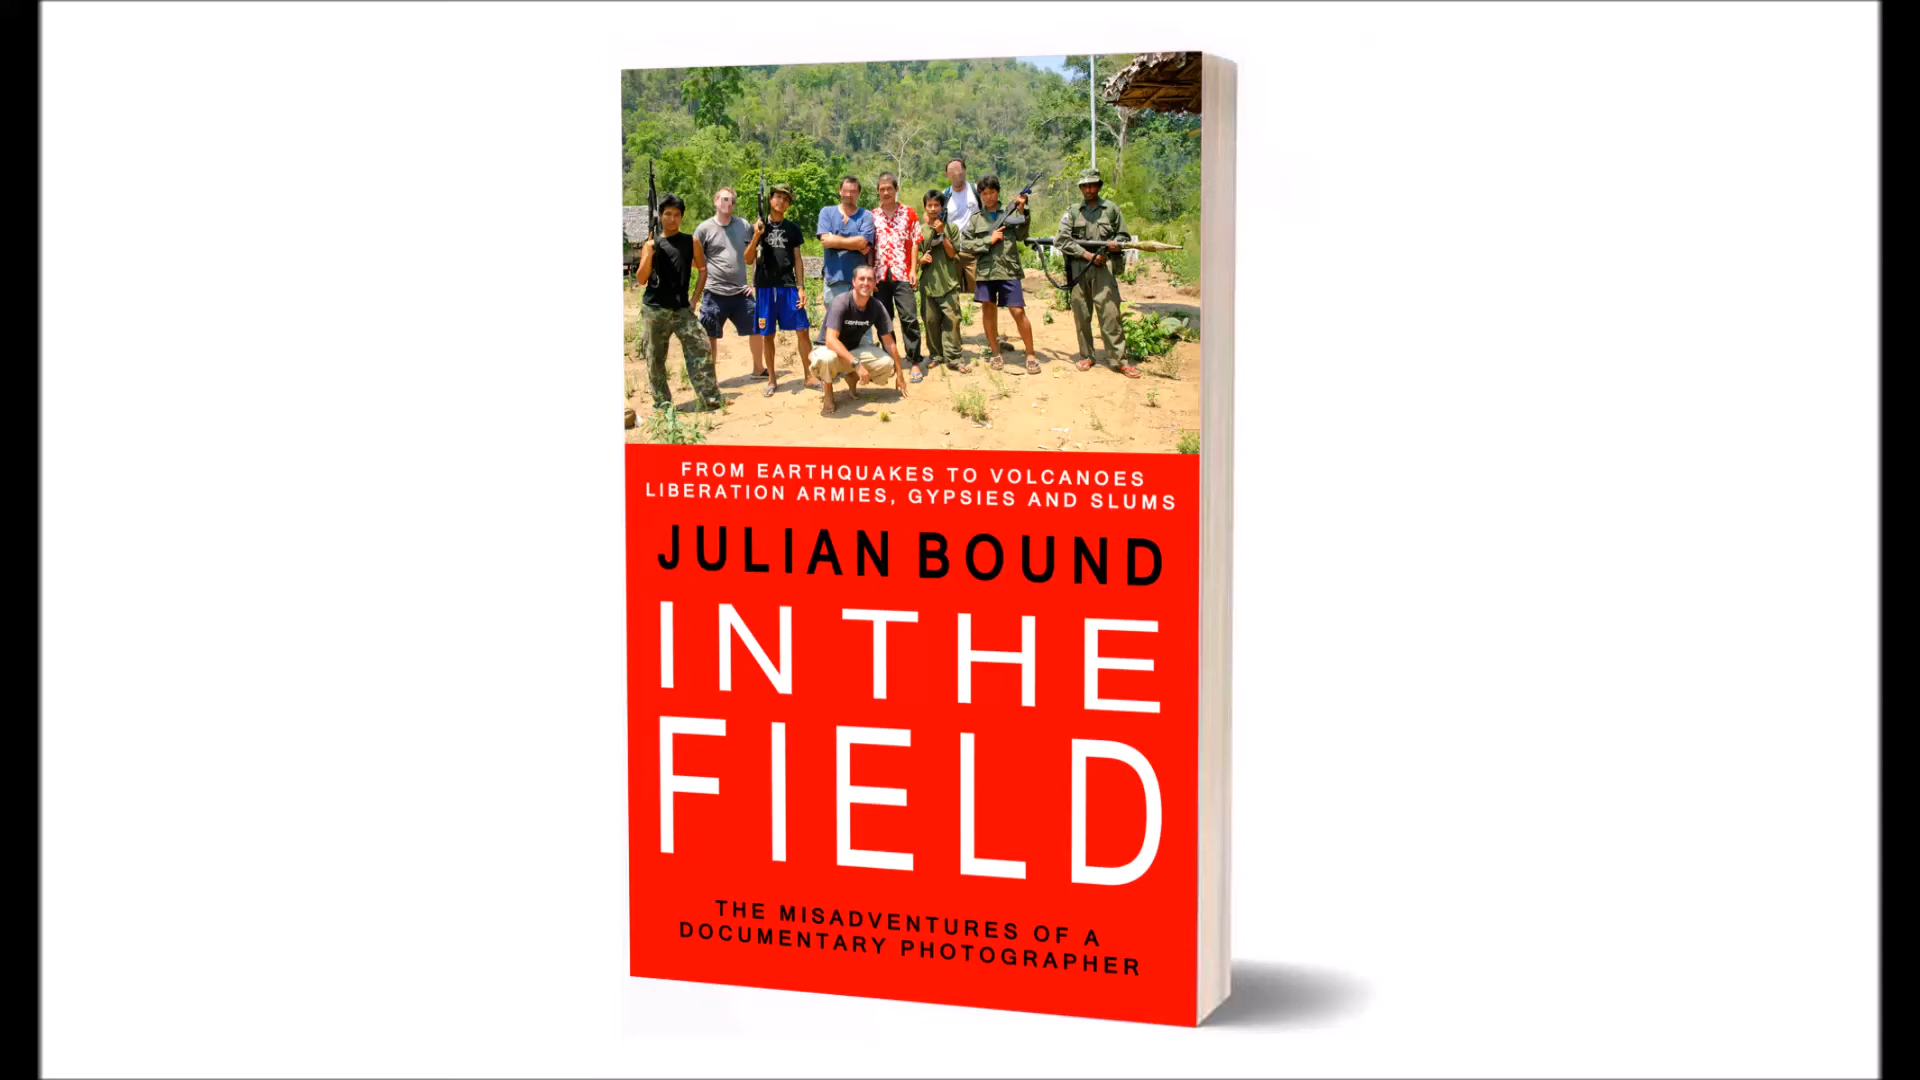 FROM EARTHQUAKES TO VOLCANOES
LIBERATION ARMIES, GYPSIES AND SLUMS
JULIAN BOUND
IN THE
FIELD
THE MISADVENTURES OF A
DOCUMENTARY PHOTOGRAPHER